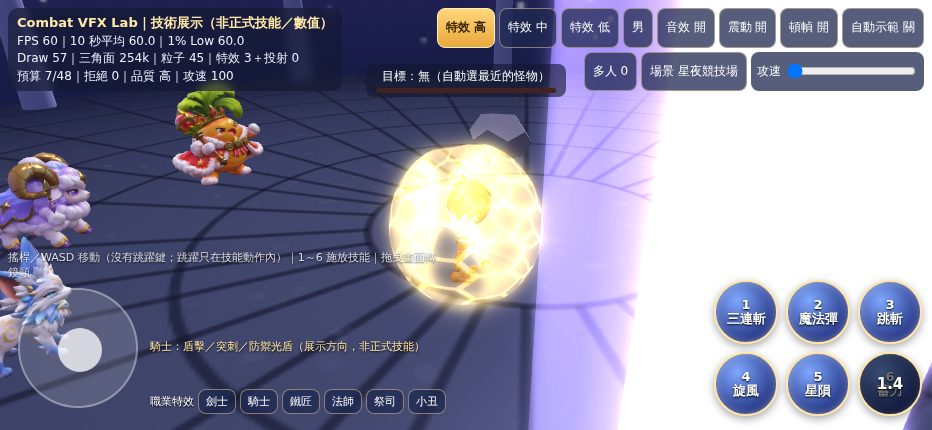 Combat VFX Lab｜技術展示（非正式技能／數值）
FPS 60｜10 秒平均 60.0｜1% Low 60.0
Draw 57｜三角面 254k｜粒子 45｜特效 3＋投射 0
預算 7/48｜拒絕 0｜品質 高｜攻速 100
特效 高
特效 中
特效 低
男
音效 開
震動 開
頓幀 開
自動示範 關
目標：無（自動選最近的怪物）
多人 0
場景 星夜競技場
攻速
搖桿／WASD 移動（沒有跳躍鍵；跳躍只在技能動作內）｜1～6 施放技能｜拖曳畫面轉
鏡頭
騎士：盾擊／突刺／防禦光盾（展示方向，非正式技能）
職業特效
劍士
騎士
鐵匠
法師
祭司
小丑
1
三連斬
2
魔法彈
3
跳斬
4
旋風
5
星隕
6
1.4